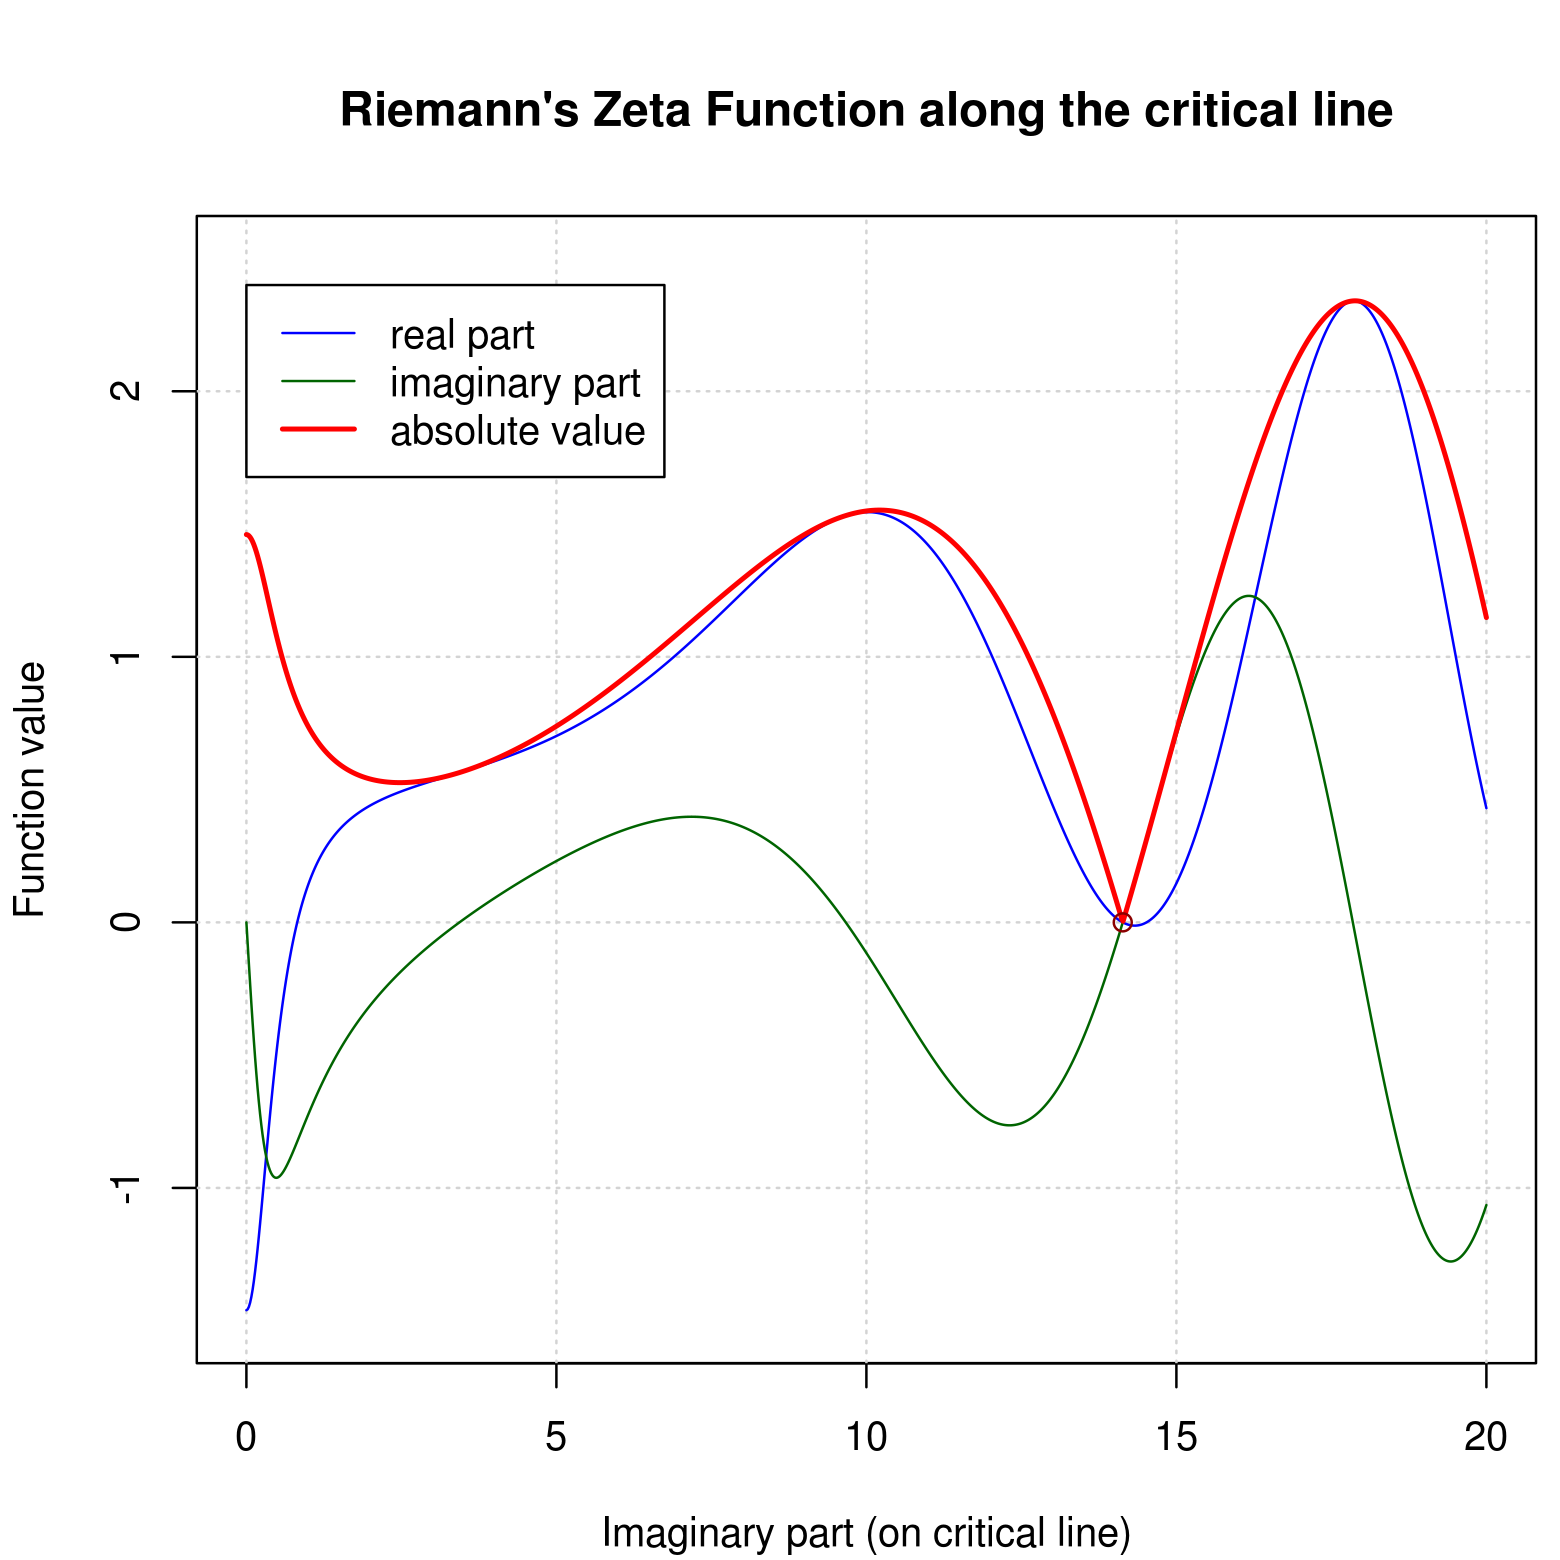 Riemann's Zeta Function along the critical line
real part
imaginary part
absolute value
Function value
2
1
0
-1
0 5 10 15 20
Imaginary part (on critical line)